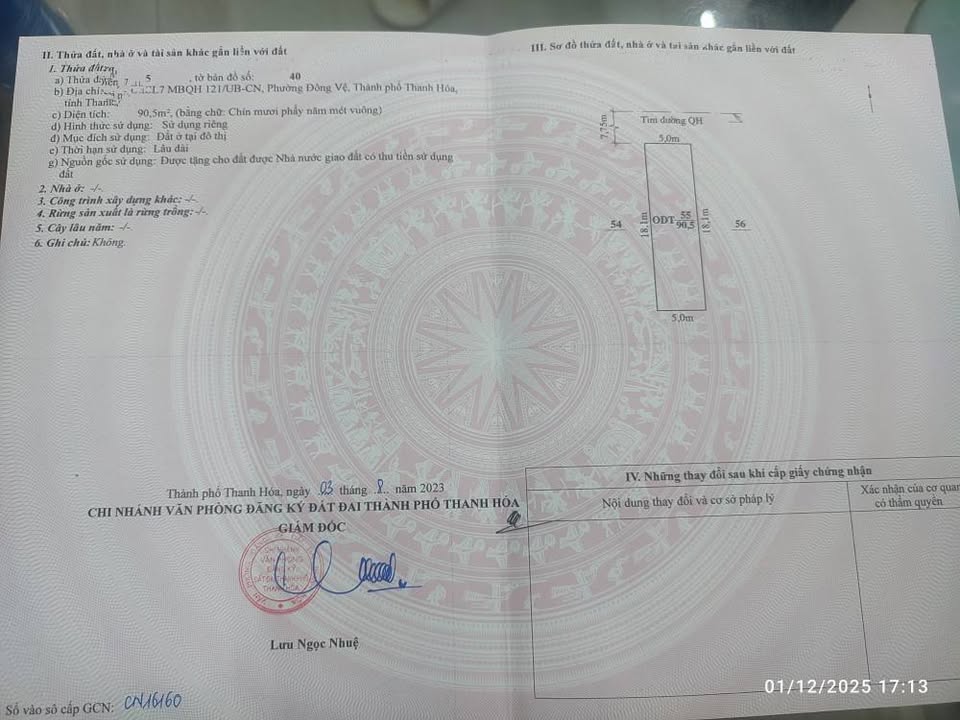 II. Thửa đất, nhà ở và tài sản khác gắn liền với đất
1. Thửa đất:
a) Thửa đất 5 , tờ bản đồ số: 40
b) Địa chỉ: L7 MBQH 121/UB-CN, Phường Đông Vệ, Thành phố Thanh Hóa,
tỉnh Thanh
c) Diện tích: 90,5m², (bằng chữ: Chín mươi phẩy năm mét vuông)
d) Hình thức sử dụng: Sử dụng riêng
đ) Mục đích sử dụng: Đất ở tại đô thị
e) Thời hạn sử dụng: Lâu dài
g) Nguồn gốc sử dụng: Được tặng cho đất được Nhà nước giao đất có thu tiền sử dụng
đất
2. Nhà ở: -/-.
3. Công trình xây dựng khác: -/-.
4. Rừng sản xuất là rừng trồng: -/-.
5. Cây lâu năm: -/-
6. Ghi chú: Không.
Thành phố Thanh Hóa, ngày 03 tháng 8 năm 2023
CHI NHÁNH VĂN PHÒNG ĐĂNG KÝ ĐẤT ĐAI THÀNH PHỐ THANH HÓA
GIÁM ĐỐC
CHI NHÁNH
VĂN PHÒNG
ĐĂNG KÝ
THANH HÓA
Lưu Ngọc Nhuệ
Số vào sổ cấp GCN: CN16160
III. Sơ đồ thửa đất, nhà ở và tài sản khác gắn liền với đất
7,75m
Tim đường QH
5,0m
54
18,1m
ODT 55
90,5
18,1m
56
5,0m
IV. Những thay đổi sau khi cấp giấy chứng nhận
Nội dung thay đổi và cơ sở pháp lý
Xác nhận của cơ quan
có thẩm quyền
01/12/2025 17:13